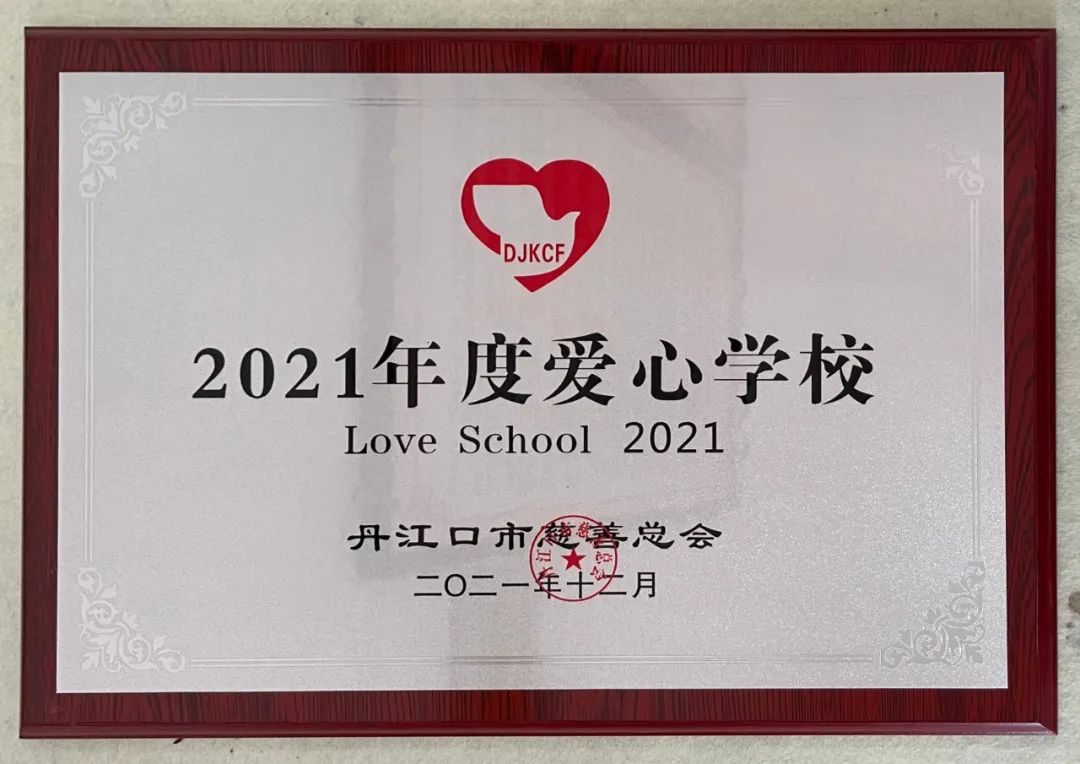 DJKCF
2021年度爱心学校
Love School 2021
丹江口市慈善总会
二〇二一年十二月